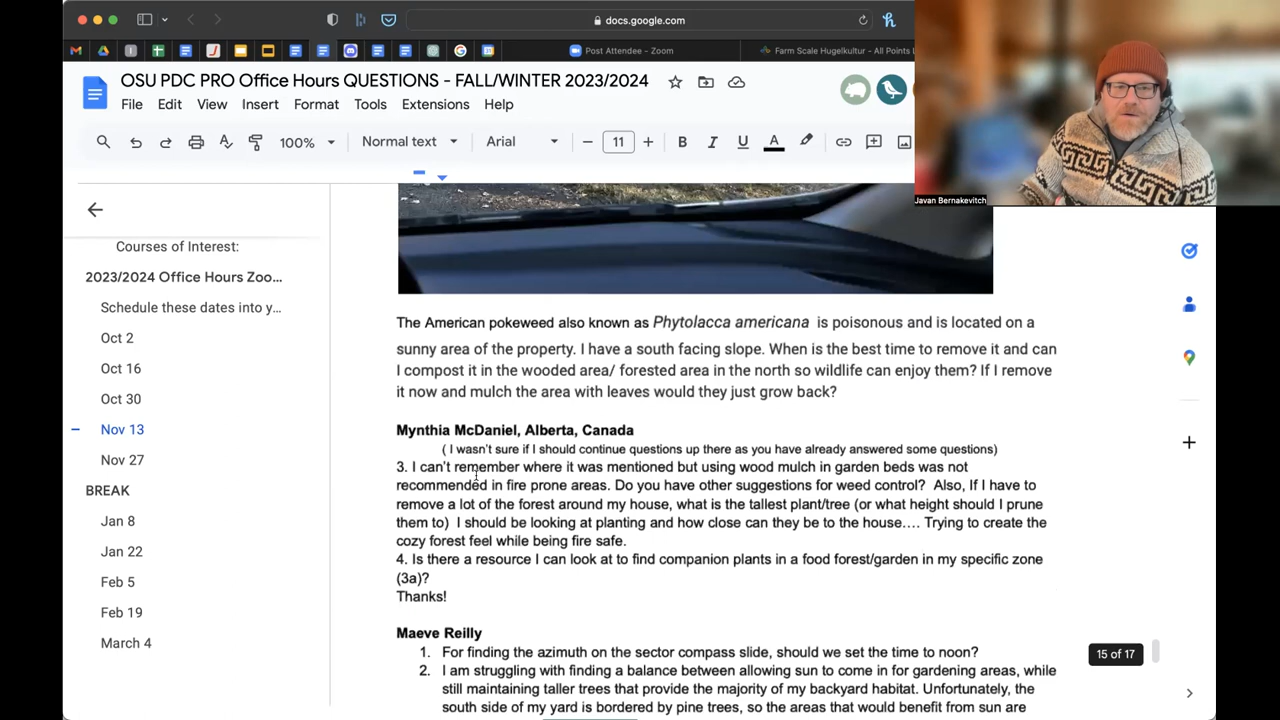 docs.google.com
Post Attendee - Zoom
Farm Scale Hugelkultur - All Points L
OSU PDC PRO Office Hours QUESTIONS - FALL/WINTER 2023/2024
File Edit View Insert Format Tools Extensions Help
100% Normal text Arial 11 B I U A
Javan Bernakevitch
Courses of Interest:
2023/2024 Office Hours Zoo...
Schedule these dates into y...
Oct 2
Oct 16
Oct 30
Nov 13
Nov 27
BREAK
Jan 8
Jan 22
Feb 5
Feb 19
March 4
The American pokeweed also known as Phytolacca americana is poisonous and is located on a
sunny area of the property. I have a south facing slope. When is the best time to remove it and can
I compost it in the wooded area/ forested area in the north so wildlife can enjoy them? If I remove
it now and mulch the area with leaves would they just grow back?
Mynthia McDaniel, Alberta, Canada
( I wasn't sure if I should continue questions up there as you have already answered some questions)
3. I can't remember where it was mentioned but using wood mulch in garden beds was not
recommended in fire prone areas. Do you have other suggestions for weed control? Also, If I have to
remove a lot of the forest around my house, what is the tallest plant/tree (or what height should I prune
them to) I should be looking at planting and how close can they be to the house.... Trying to create the
cozy forest feel while being fire safe.
4. Is there a resource I can look at to find companion plants in a food forest/garden in my specific zone
(3a)?
Thanks!
Maeve Reilly
1. For finding the azimuth on the sector compass slide, should we set the time to noon?
2. I am struggling with finding a balance between allowing sun to come in for gardening areas, while
still maintaining taller trees that provide the majority of my backyard habitat. Unfortunately, the
south side of my yard is bordered by pine trees, so the areas that would benefit from sun are
15 of 17